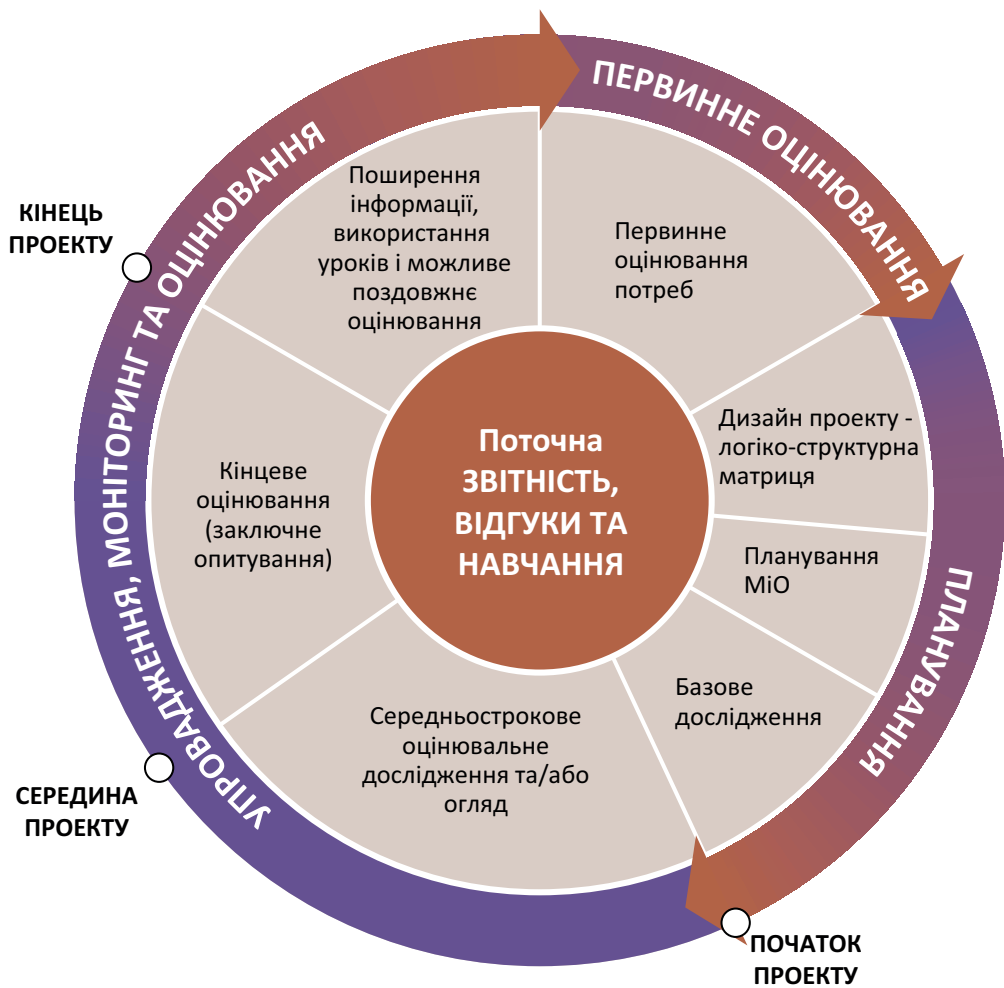 ПЕРВИННЕ ОЦІНЮВАННЯ
ПЛАНУВАННЯ
УПРОВАДЖЕННЯ, МОНІТОРИНГ ТА ОЦІНЮВАННЯ
Первинне
оцінювання
потреб
Дизайн проекту -
логіко-структурна
матриця
Планування
МіО
Базове
дослідження
Середньострокове
оцінювальне
дослідження та/або
огляд
Кінцеве
оцінювання
(заключне
опитування)
Поширення
інформації,
використання
уроків і можливе
поздовжнє
оцінювання
Поточна
ЗВІТНІСТЬ,
ВІДГУКИ ТА
НАВЧАННЯ
ПОЧАТОК
ПРОЕКТУ
СЕРЕДИНА
ПРОЕКТУ
КІНЕЦЬ
ПРОЕКТУ